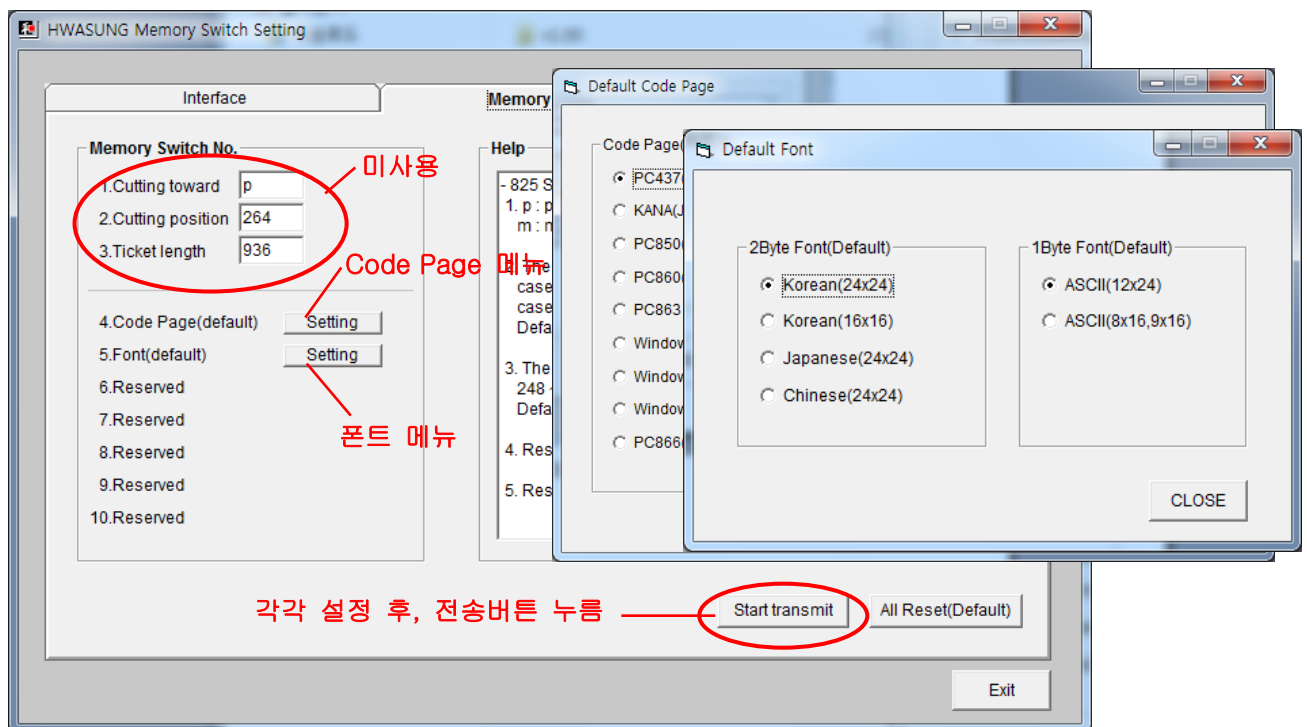 HWASUNG Memory Switch Setting
Interface
Memory
Memory Switch No.
미사용
1.Cutting toward p
2.Cutting position 264
3.Ticket length 936
Code Page 메뉴
4.Code Page(default) Setting
5.Font(default) Setting
6.Reserved
7.Reserved
폰트 메뉴
8.Reserved
9.Reserved
10.Reserved
Help
- 825 S
1. p : p
m : m
case
case
Defa
3. The
248
Defa
4. Res
5. Res
각각 설정 후, 전송버튼 누름
Start transmit
All Reset(Default)
Exit
Default Code Page
Code Page(
PC437(
KANA(J
PC850(
PC860(
PC863
Window
Window
Window
PC866(
Default Font
2Byte Font(Default)
Korean(24x24)
Korean(16x16)
Japanese(24x24)
Chinese(24x24)
1Byte Font(Default)
ASCII(12x24)
ASCII(8x16,9x16)
CLOSE